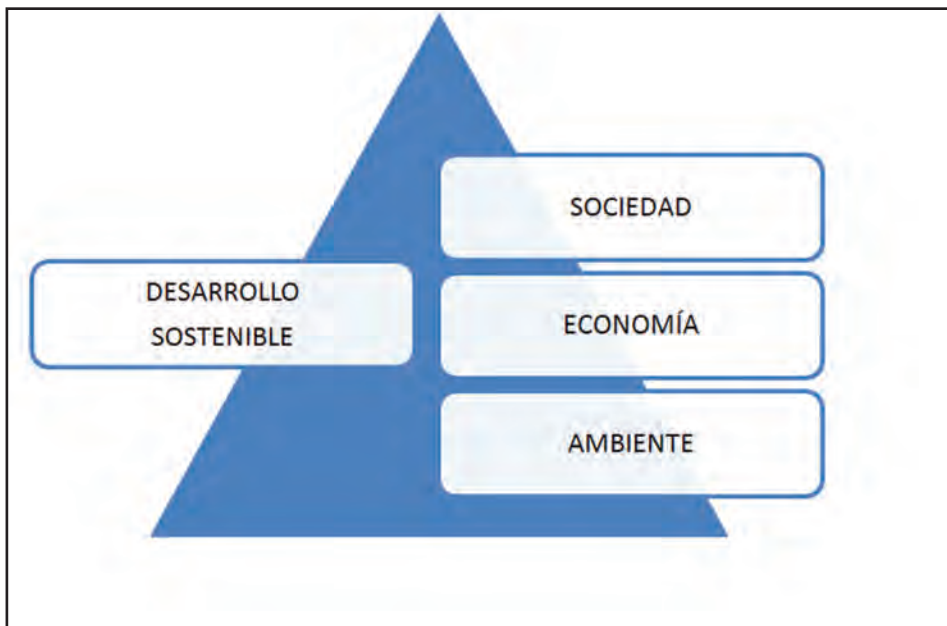 SOCIEDAD
DESARROLLO
SOSTENIBLE
ECONOMÍA
AMBIENTE